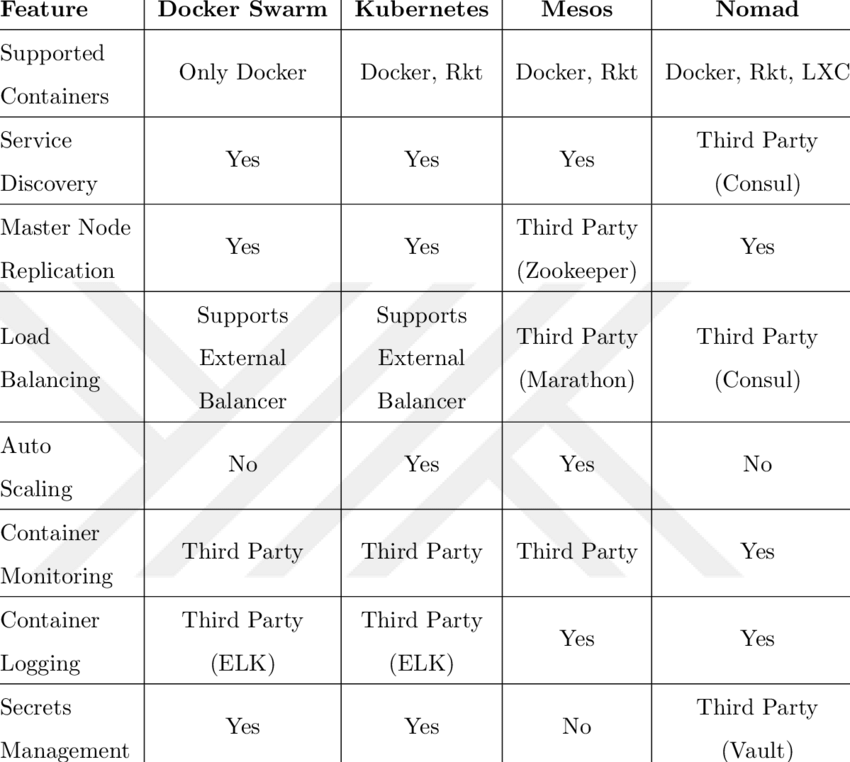 Feature Docker Swarm Kubernetes Mesos Nomad
Supported
Containers
Only Docker Docker, Rkt Docker, Rkt Docker, Rkt, LXC
Service
Discovery
Yes Yes Yes
Third Party
(Consul)
Master Node
Replication
Yes Yes
Third Party
(Zookeeper)
Yes
Load
Balancing
Supports
External
Balancer
Supports
External
Balancer
Third Party
(Marathon)
Third Party
(Consul)
Auto
Scaling
No Yes Yes No
Container
Monitoring
Third Party Third Party Third Party Yes
Container
Logging
Third Party
(ELK)
Third Party
(ELK)
Yes Yes
Secrets
Management
Yes Yes No
Third Party
(Vault)